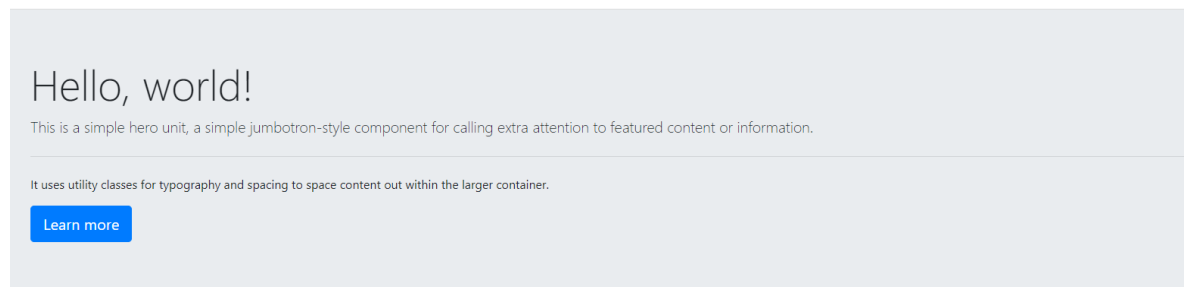 Hello, world!
This is a simple hero unit, a simple jumbotron-style component for calling extra attention to featured content or information.
It uses utility classes for typography and spacing to space content out within the larger container.
Learn more